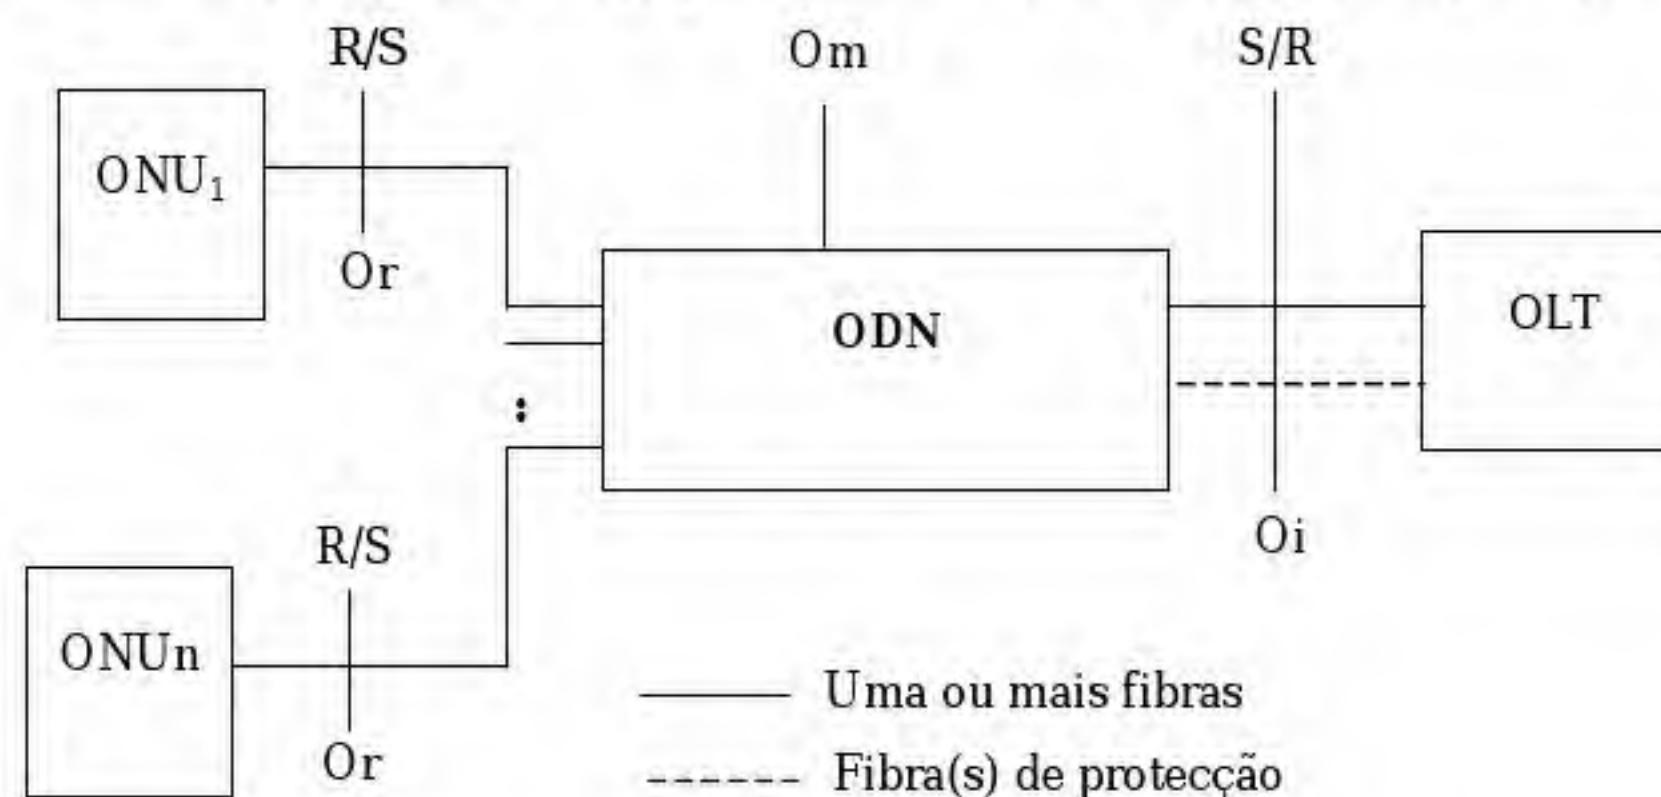 R/S
Om
S/R
ONU₁
Or
ODN
OLT
Oi
R/S
ONUn
Or
Uma ou mais fibras
Fibra(s) de protecção